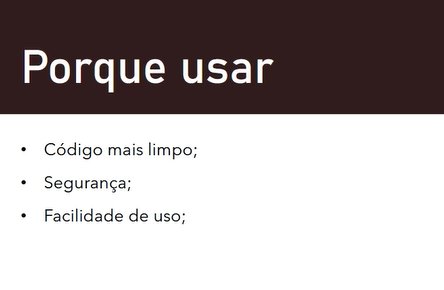 Porque usar
• Código mais limpo;
• Segurança;
• Facilidade de uso;